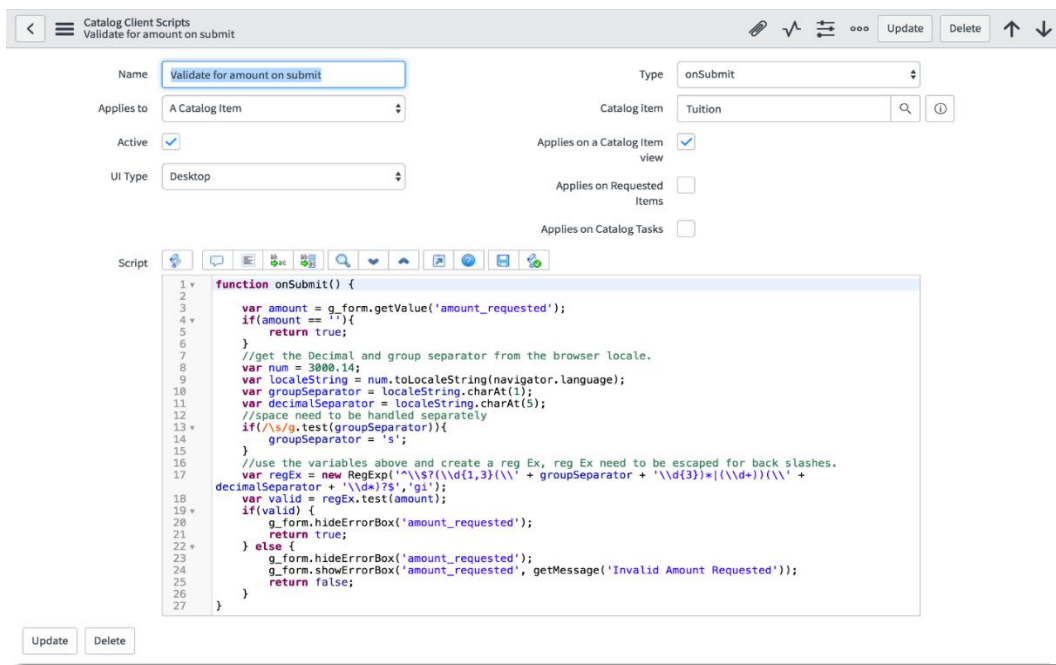 Catalog Client Scripts
Validate for amount on submit
Update
Delete
Name
Validate for amount on submit
Type
onSubmit
Applies to
A Catalog Item
Catalog item
Tuition
Active
Applies on a Catalog Item
view
UI Type
Desktop
Applies on Requested
Items
Applies on Catalog Tasks
Script
1 function onSubmit() {
2
3 var amount = g_form.getValue('amount_requested');
4 if(amount == ''){
5 return true;
6 }
7 //get the Decimal and group separator from the browser locale.
8 var num = 3000.14;
9 var localeString = num.toLocaleString(navigator.language);
10 var groupSeparator = localeString.charAt(1);
11 var decimalSeparator = localeString.charAt(5);
12 //space need to be handled separately
13 if(/\s/g.test(groupSeparator)){
14 groupSeparator = 's';
15 }
16 //use the variables above and create a reg Ex, reg Ex need to be escaped for back slashes.
17 var regEx = new RegExp('^\\$?(\\d{1,3}(\\' + groupSeparator + '\\d{3})*|(\\d+))(\\' +
decimalSeparator + '\\d*)?$','gi');
18 var valid = regEx.test(amount);
19 if(valid) {
20 g_form.hideErrorBox('amount_requested');
21 return true;
22 } else {
23 g_form.hideErrorBox('amount_requested');
24 g_form.showErrorBox('amount_requested', getMessage('Invalid Amount Requested'));
25 return false;
26 }
27 }
Update
Delete